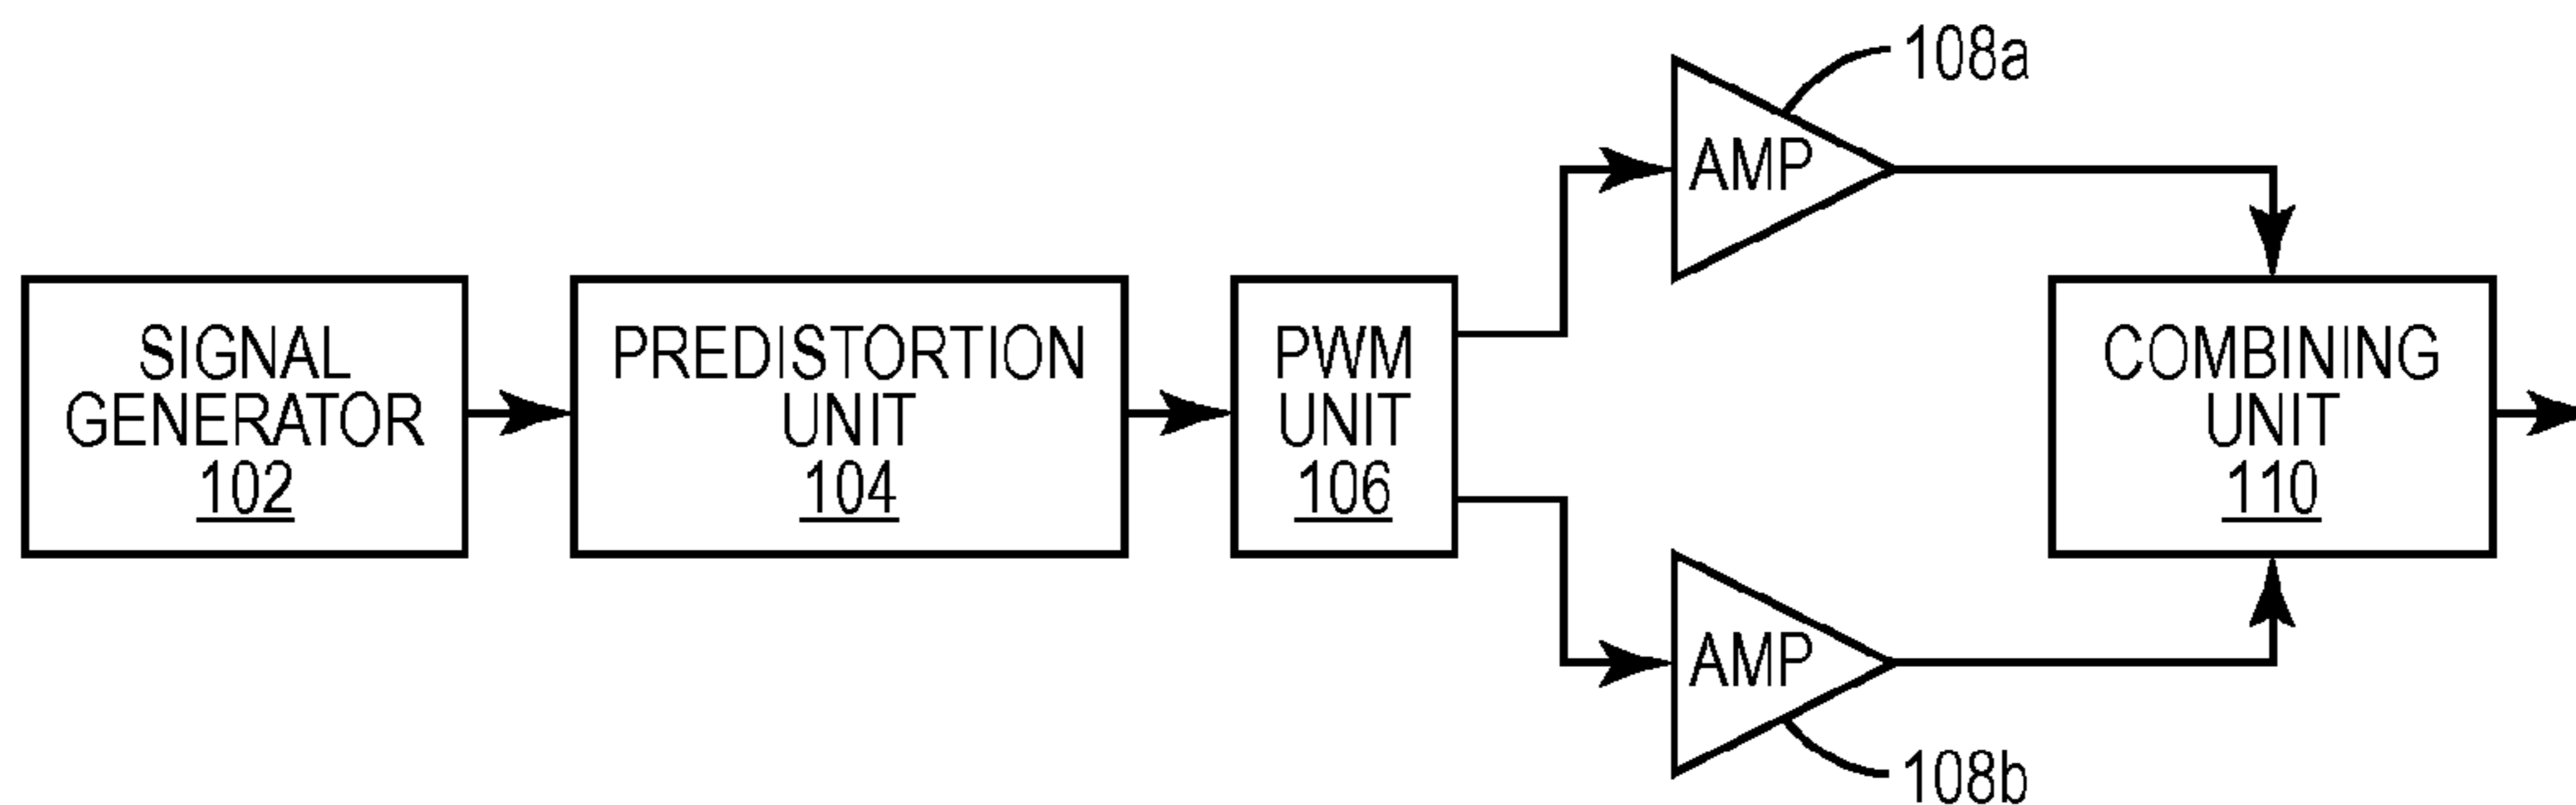 SIGNAL
GENERATOR
102
PREDISTORTION
UNIT
104
PWM
UNIT
106
AMP
108a
AMP
108b
COMBINING
UNIT
110